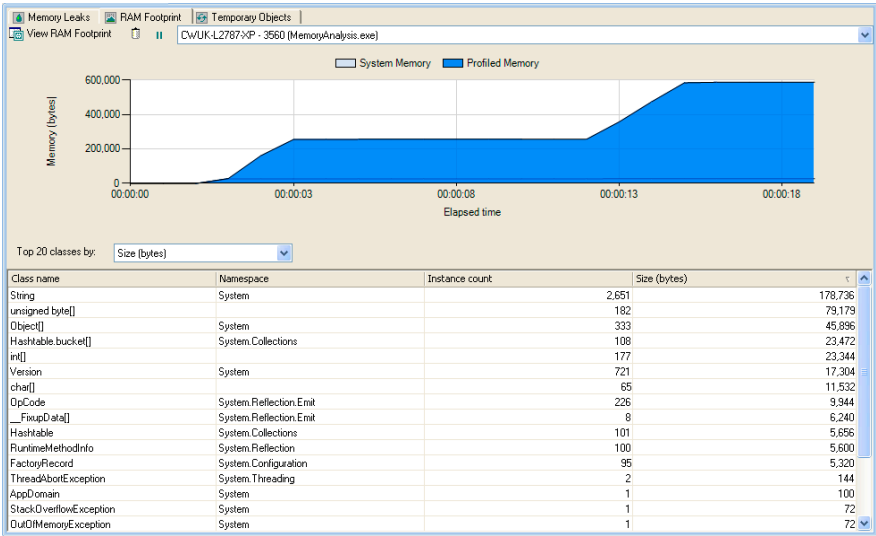 Memory Leaks RAM Footprint Temporary Objects
View RAM Footprint CWUK-L2787-XP - 3560 (MemoryAnalysis.exe)
System Memory Profiled Memory
600,000
400,000
200,000
0
Memory (bytes)
00:00:00 00:00:03 00:00:08 00:00:13 00:00:18
Elapsed time
Top 20 classes by: Size (bytes)
Class name Namespace Instance count Size (bytes)
String System 2,651 178,736
unsigned byte[] 182 79,179
Object[] System 333 45,896
Hashtable.bucket[] System.Collections 108 23,472
int[] 177 23,344
Version System 721 17,304
char[] 65 11,532
OpCode System.Reflection.Emit 226 9,944
__FixupData[] System.Reflection.Emit 8 6,240
Hashtable System.Collections 101 5,656
RuntimeMethodInfo System.Reflection 100 5,600
FactoryRecord System.Configuration 95 5,320
ThreadAbortException System.Threading 2 144
AppDomain System 1 100
StackOverflowException System 1 72
OutOfMemoryException System 1 72